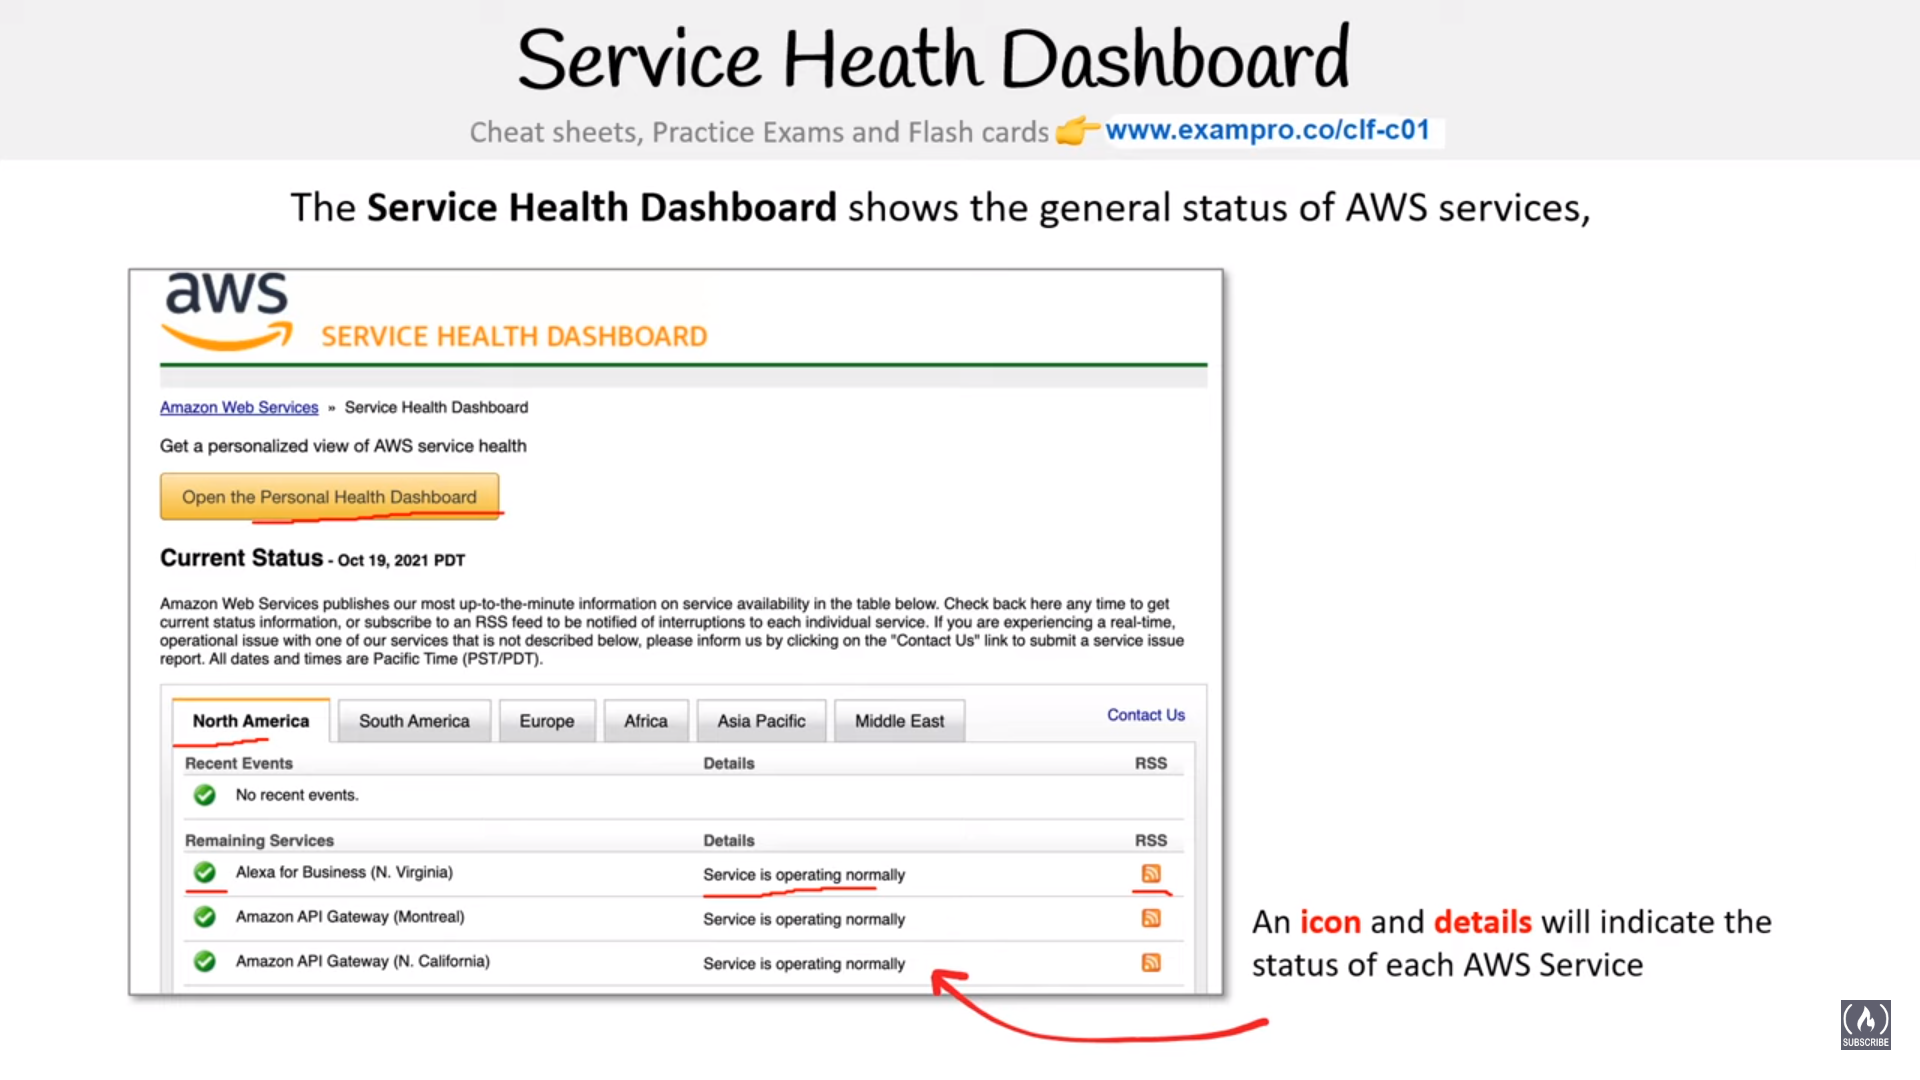 Service Heath Dashboard
Cheat sheets, Practice Exams and Flash cards 👉 www.exampro.co/clf-c01
The Service Health Dashboard shows the general status of AWS services,
aws
SERVICE HEALTH DASHBOARD
Amazon Web Services » Service Health Dashboard
Get a personalized view of AWS service health
Open the Personal Health Dashboard
Current Status - Oct 19, 2021 PDT
Amazon Web Services publishes our most up-to-the-minute information on service availability in the table below. Check back here any time to get
current status information, or subscribe to an RSS feed to be notified of interruptions to each individual service. If you are experiencing a real-time,
operational issue with one of our services that is not described below, please inform us by clicking on the "Contact Us" link to submit a service issue
report. All dates and times are Pacific Time (PST/PDT).
North America South America Europe Africa Asia Pacific Middle East Contact Us
Recent Events Details RSS
No recent events.
Remaining Services Details RSS
Alexa for Business (N. Virginia) Service is operating normally
Amazon API Gateway (Montreal) Service is operating normally
Amazon API Gateway (N. California) Service is operating normally
An icon and details will indicate the
status of each AWS Service
SUBSCRIBE